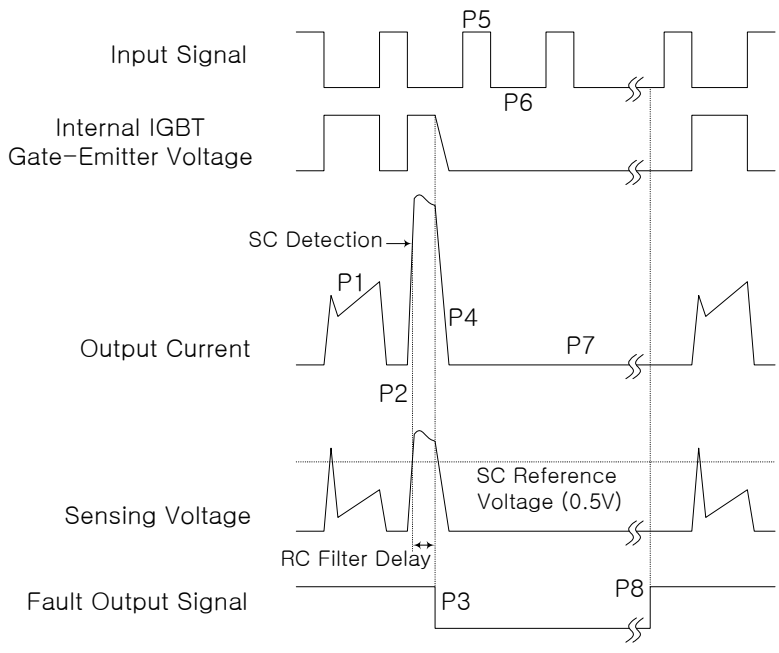 P5
Input Signal
P6
Internal IGBT
Gate-Emitter Voltage
SC Detection
P1
P4
Output Current
P7
P2
SC Reference
Voltage (0.5V)
Sensing Voltage
RC Filter Delay
Fault Output Signal
P3
P8